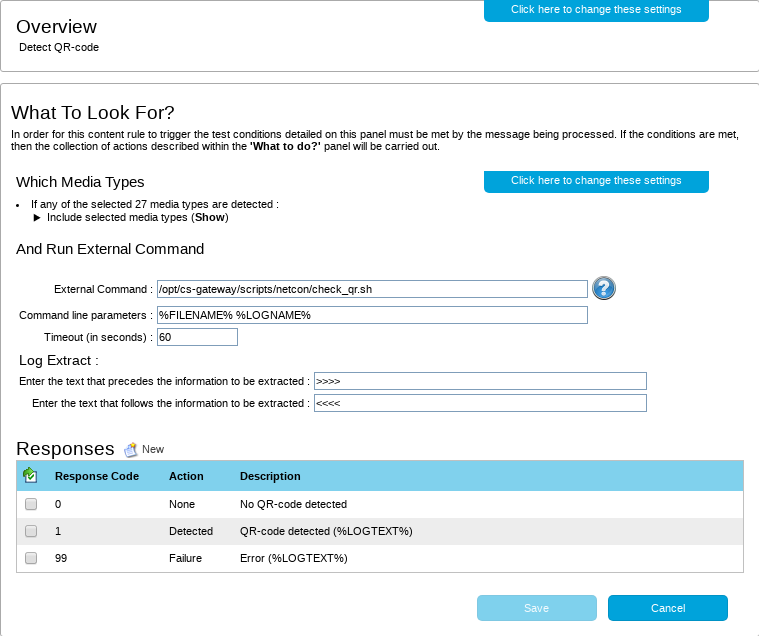 Click here to change these settings
Overview
Detect QR-code
What To Look For?
In order for this content rule to trigger the test conditions detailed on this panel must be met by the message being processed. If the conditions are met,
then the collection of actions described within the 'What to do?' panel will be carried out.
Which Media Types
Click here to change these settings
• If any of the selected 27 media types are detected :
▶ Include selected media types (Show)
And Run External Command
External Command : /opt/cs-gateway/scripts/netcon/check_qr.sh ?
Command line parameters : %FILENAME% %LOGNAME%
Timeout (in seconds) : 60
Log Extract :
Enter the text that precedes the information to be extracted : >>>>
Enter the text that follows the information to be extracted : <<<<
Responses New
Response Code Action Description
0 None No QR-code detected
1 Detected QR-code detected (%LOGTEXT%)
99 Failure Error (%LOGTEXT%)
Save Cancel